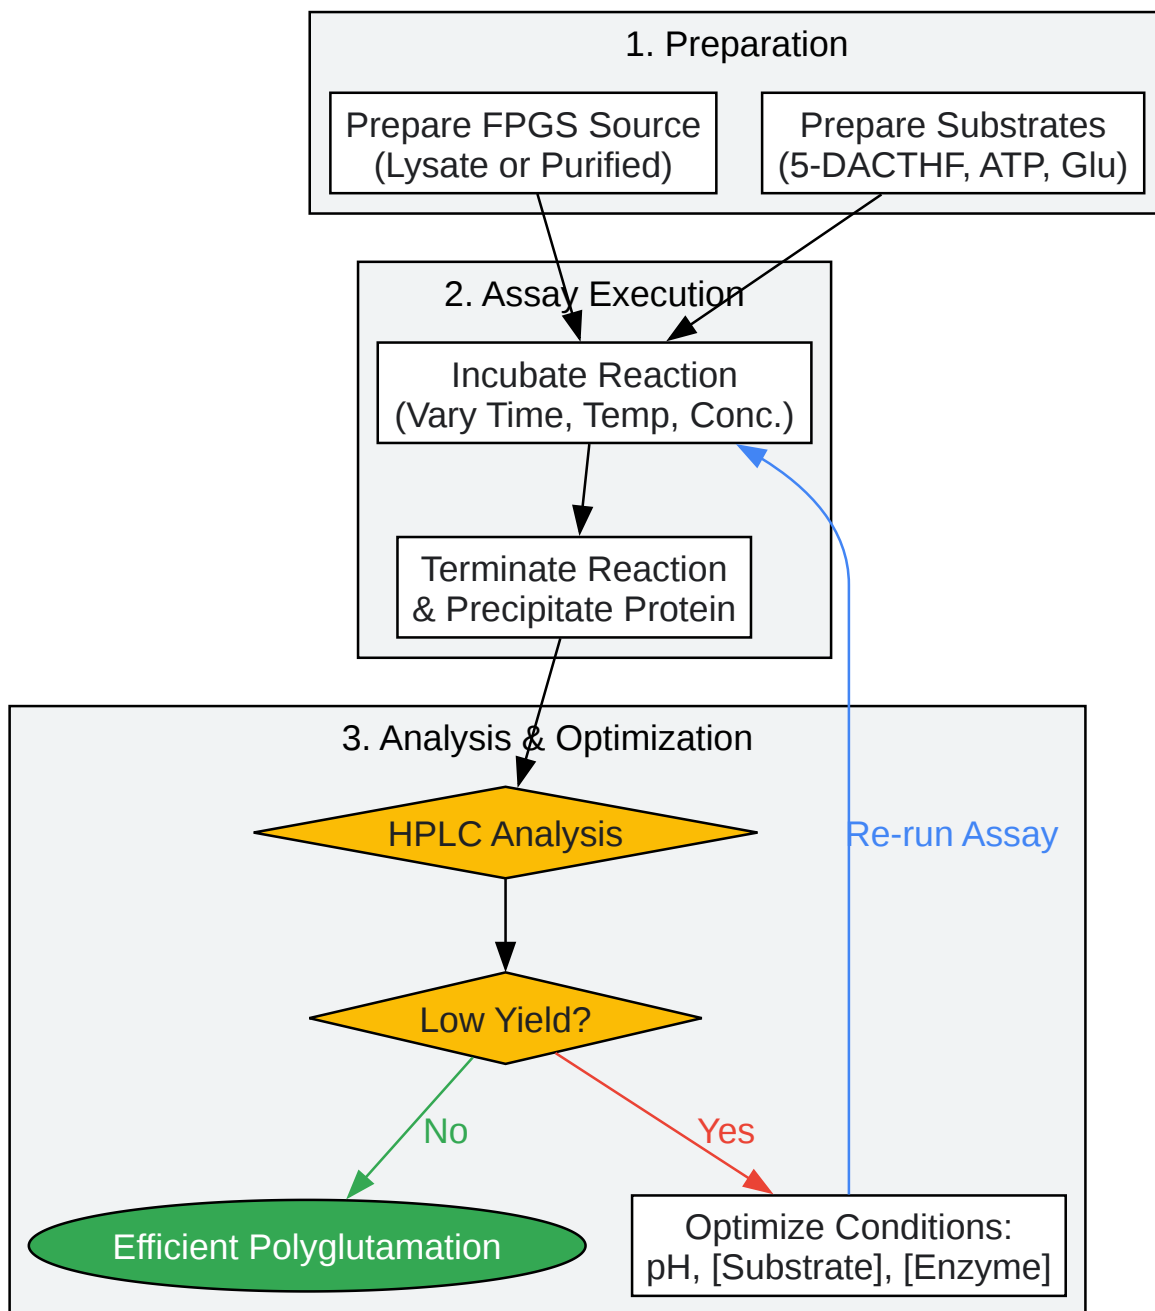 1. Preparation
Prepare FPGS Source
(Lysate or Purified)
Prepare Substrates
(5-DACTHF, ATP, Glu)
2. Assay Execution
Incubate Reaction
(Vary Time, Temp, Conc.)
Terminate Reaction
& Precipitate Protein
3. Analysis & Optimization
HPLC Analysis
Re-run Assay
Low Yield?
No
Yes
Efficient Polyglutamation
Optimize Conditions:
pH, [Substrate], [Enzyme]